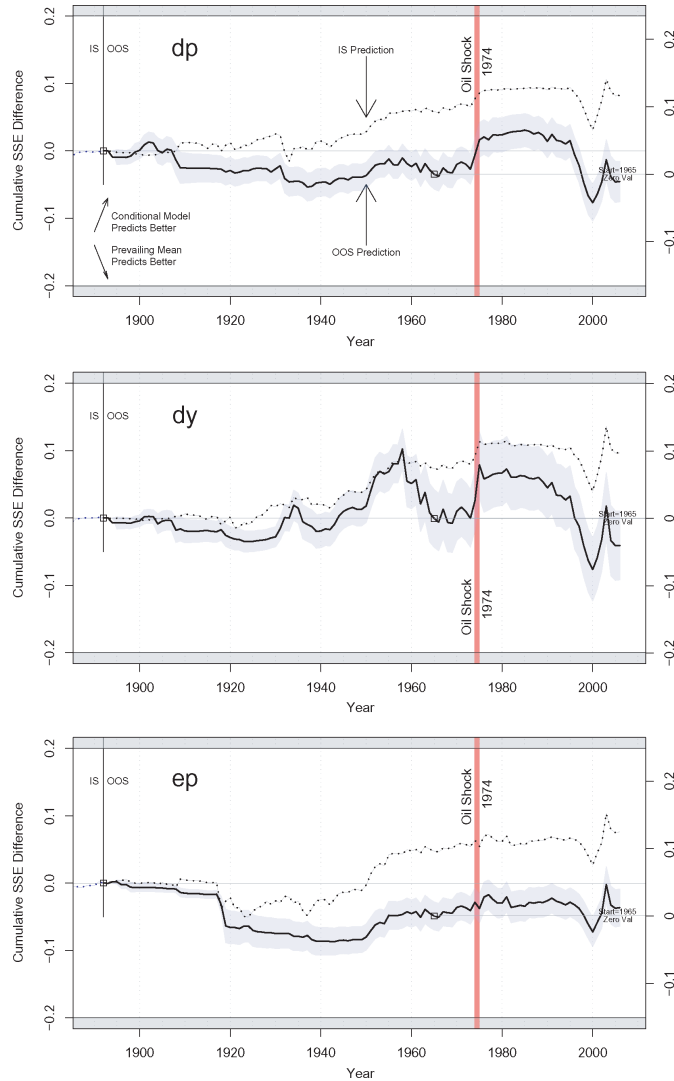 dp
IS OOS
IS Prediction
Oil Shock 1974
Conditional Model
Predicts Better
Prevailing Mean
Predicts Better
OOS Prediction
Start=1965
Zero Val
Cumulative SSE Difference
0.2
0.1
0.0
−0.1
−0.2
0.2
0.1
0
−0.1
1900 1920 1940 1960 1980 2000
Year
dy
IS OOS
Oil Shock 1974
Start=1965
Zero Val
Cumulative SSE Difference
0.2
0.1
0.0
−0.1
−0.2
0.2
0.1
0
−0.1
−0.2
1900 1920 1940 1960 1980 2000
Year
ep
IS OOS
Oil Shock 1974
Start=1965
Zero Val
Cumulative SSE Difference
0.2
0.1
0.0
−0.1
−0.2
0.2
0.1
0
−0.1
1900 1920 1940 1960 1980 2000
Year